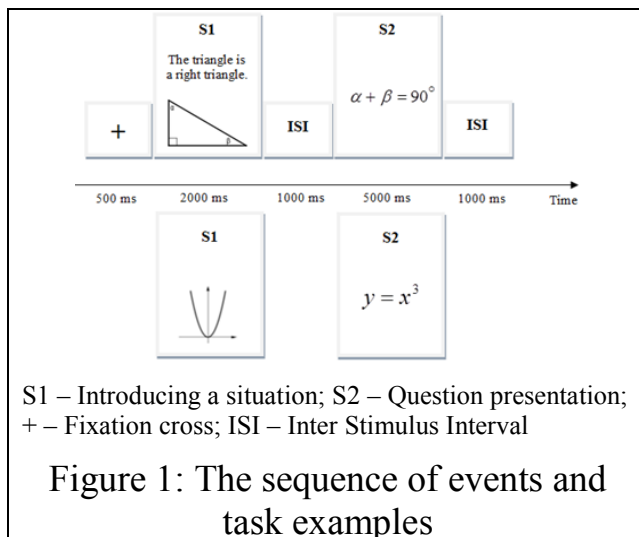 S1
The triangle is
a right triangle.
α
β
+
ISI
S2
α + β = 90°
ISI
500 ms 2000 ms 1000 ms 5000 ms 1000 ms Time
S1
S2
y = x³
S1 – Introducing a situation; S2 – Question presentation;
+ – Fixation cross; ISI – Inter Stimulus Interval
Figure 1: The sequence of events and
task examples